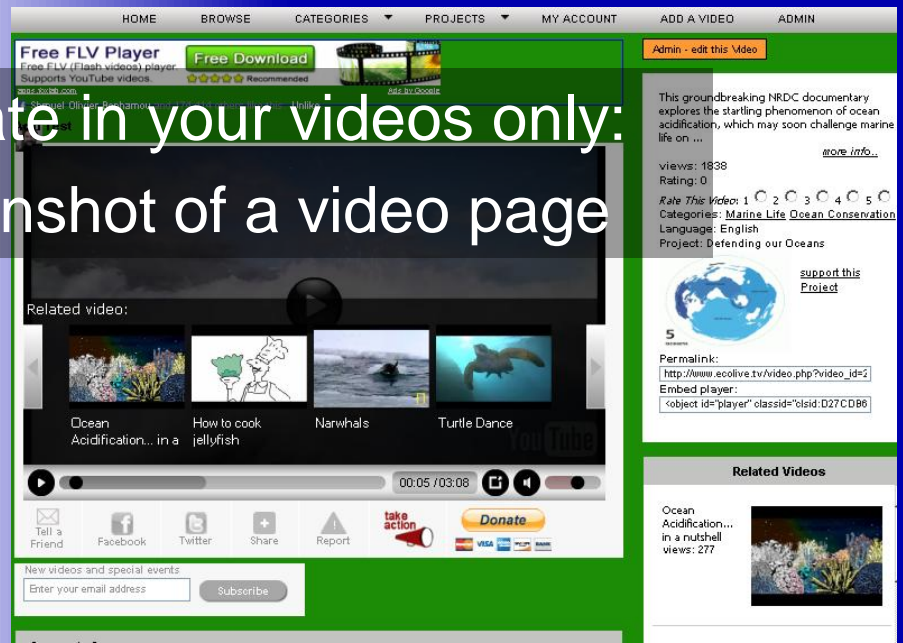 HOME BROWSE CATEGORIES PROJECTS MY ACCOUNT ADD A VIDEO ADMIN
Free FLV Player
Free FLV (Flash videos) player.
Supports YouTube videos.
Free Download
Recommended
Ads by Google
in your videos only:
of a video page
Related video:
Ocean Acidification... in a
How to cook jellyfish
Narwhals
Turtle Dance
YouTube
00:05 / 03:08
Tell a Friend
Facebook
Twitter
Share
Report
take action
Donate
VISA
New videos and special events
Enter your email address
Subscribe
Admin - edit this Video
This groundbreaking NRDC documentary
explores the startling phenomenon of ocean
acidification, which may soon challenge marine
life on ...
more info..
views: 1838
Rating: 0
Rate This Video: 1 2 3 4 5
Categories: Marine Life Ocean Conservation
Language: English
Project: Defending our Oceans
5
support this
Project
Permalink:
http://www.ecolive.tv/video.php?video_id=2
Embed player:
<object id="player" classid="clsid:D27CDB6
Related Videos
Ocean
Acidification...
in a nutshell
views: 277